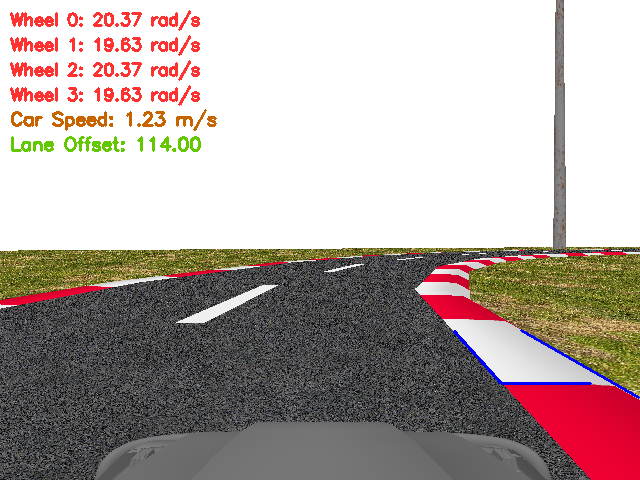 Wheel 0: 20.37 rad/s
Wheel 1: 19.63 rad/s
Wheel 2: 20.37 rad/s
Wheel 3: 19.63 rad/s
Car Speed: 1.23 m/s
Lane Offset: 114.00